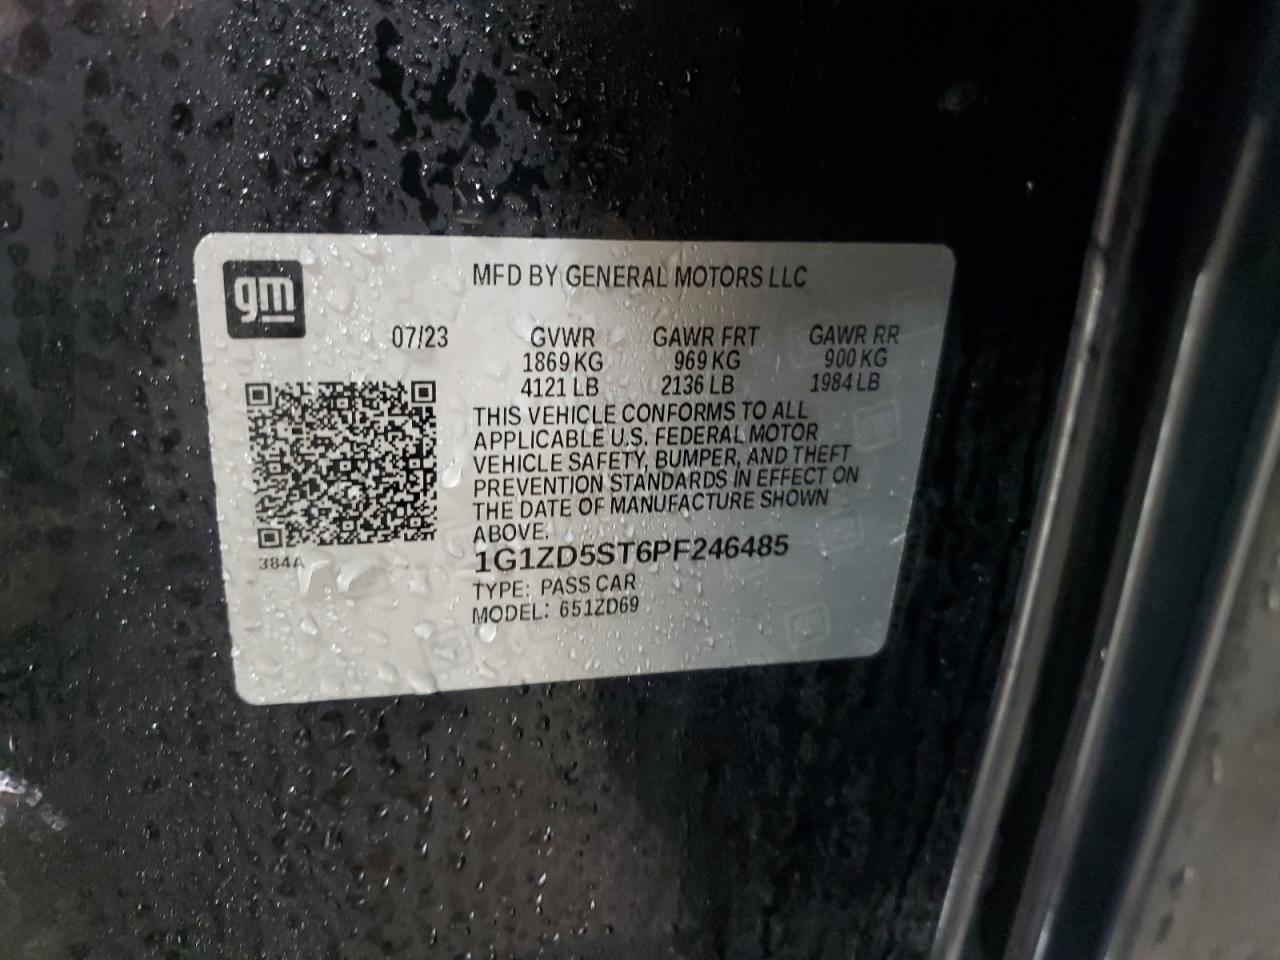 gm
MFD BY GENERAL MOTORS LLC
07/23 GVWR GAWR FRT GAWR RR
1869 KG 969 KG 900 KG
4121 LB 2136 LB 1984 LB
THIS VEHICLE CONFORMS TO ALL
APPLICABLE U.S. FEDERAL MOTOR
VEHICLE SAFETY, BUMPER, AND THEFT
PREVENTION STANDARDS IN EFFECT ON
THE DATE OF MANUFACTURE SHOWN
ABOVE.
384A
1G1ZD5ST6PF246485
TYPE: PASS CAR
MODEL: 651ZD69